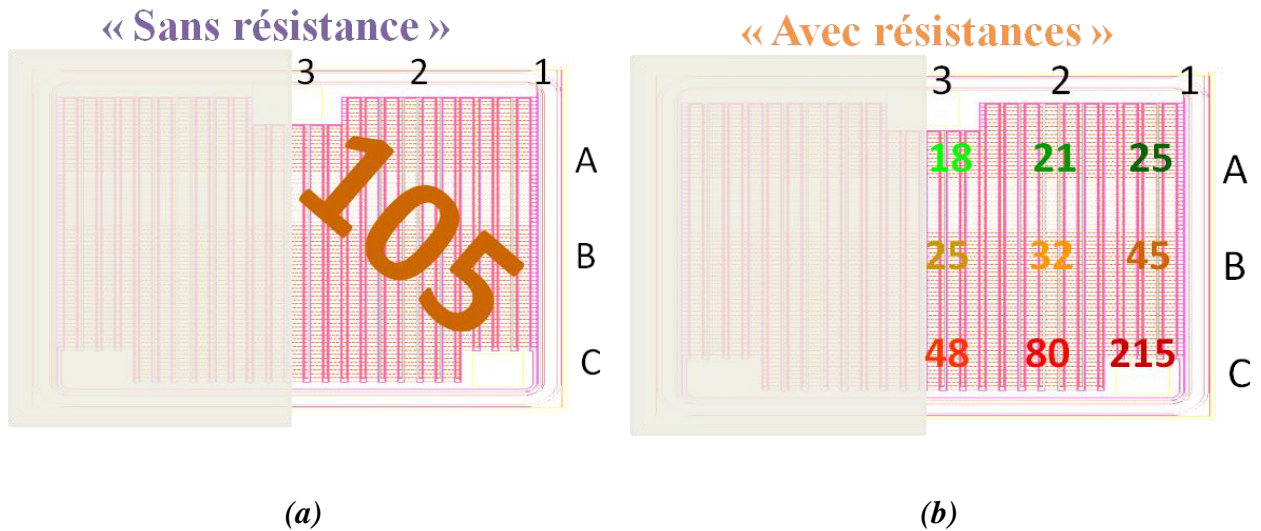 « Sans résistance »
3 2 1
A
B
C
105
(a)
« Avec résistances »
3 2 1
18 21 25 A
25 32 45 B
48 80 215 C
(b)